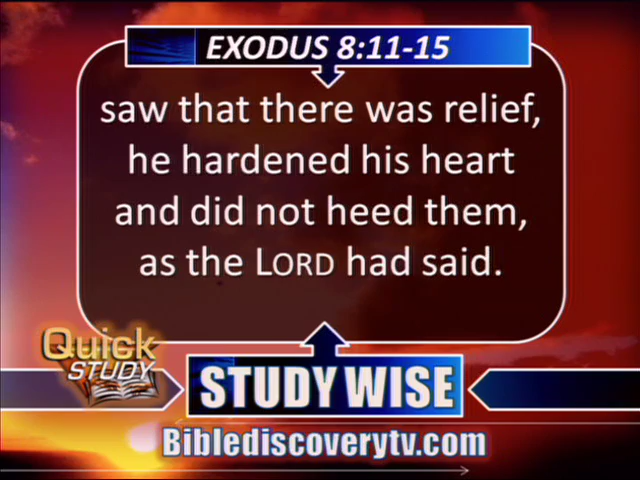 EXODUS 8:11-15
saw that there was relief,
he hardened his heart
and did not heed them,
as the LORD had said.
Quick
STUDY
STUDY WISE
Biblediscoverytv.com